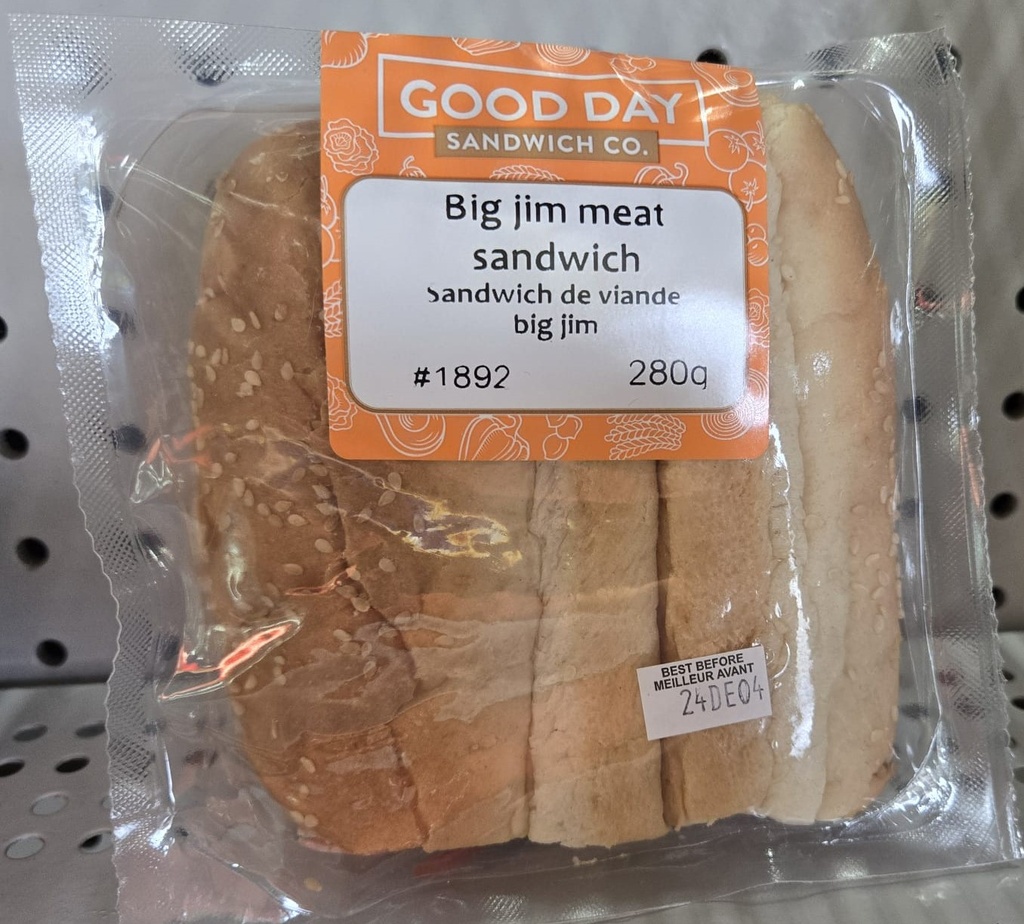 GOOD DAY
SANDWICH CO.
Big jim meat
sandwich
Sandwich de viande
big jim
#1892 280g
BEST BEFORE
MEILLEUR AVANT
24DE04